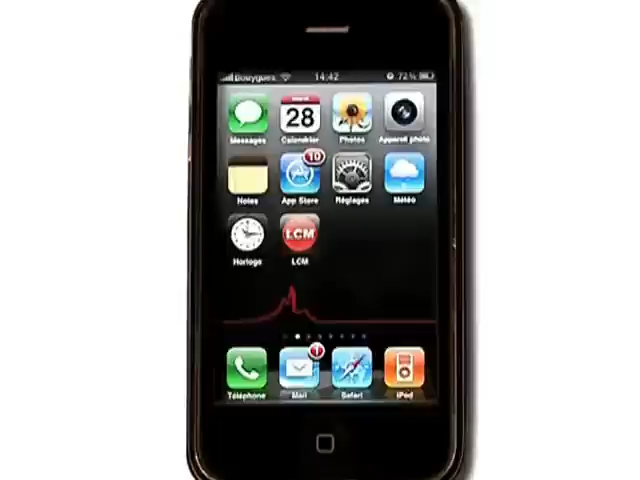 Bouygues 14:42 72 %
28
Messages Calendrier Photos Appareil photo
10
Notes App Store Réglages Météo
LCM
Horloge LCM
1
Téléphone Mail Safari iPod